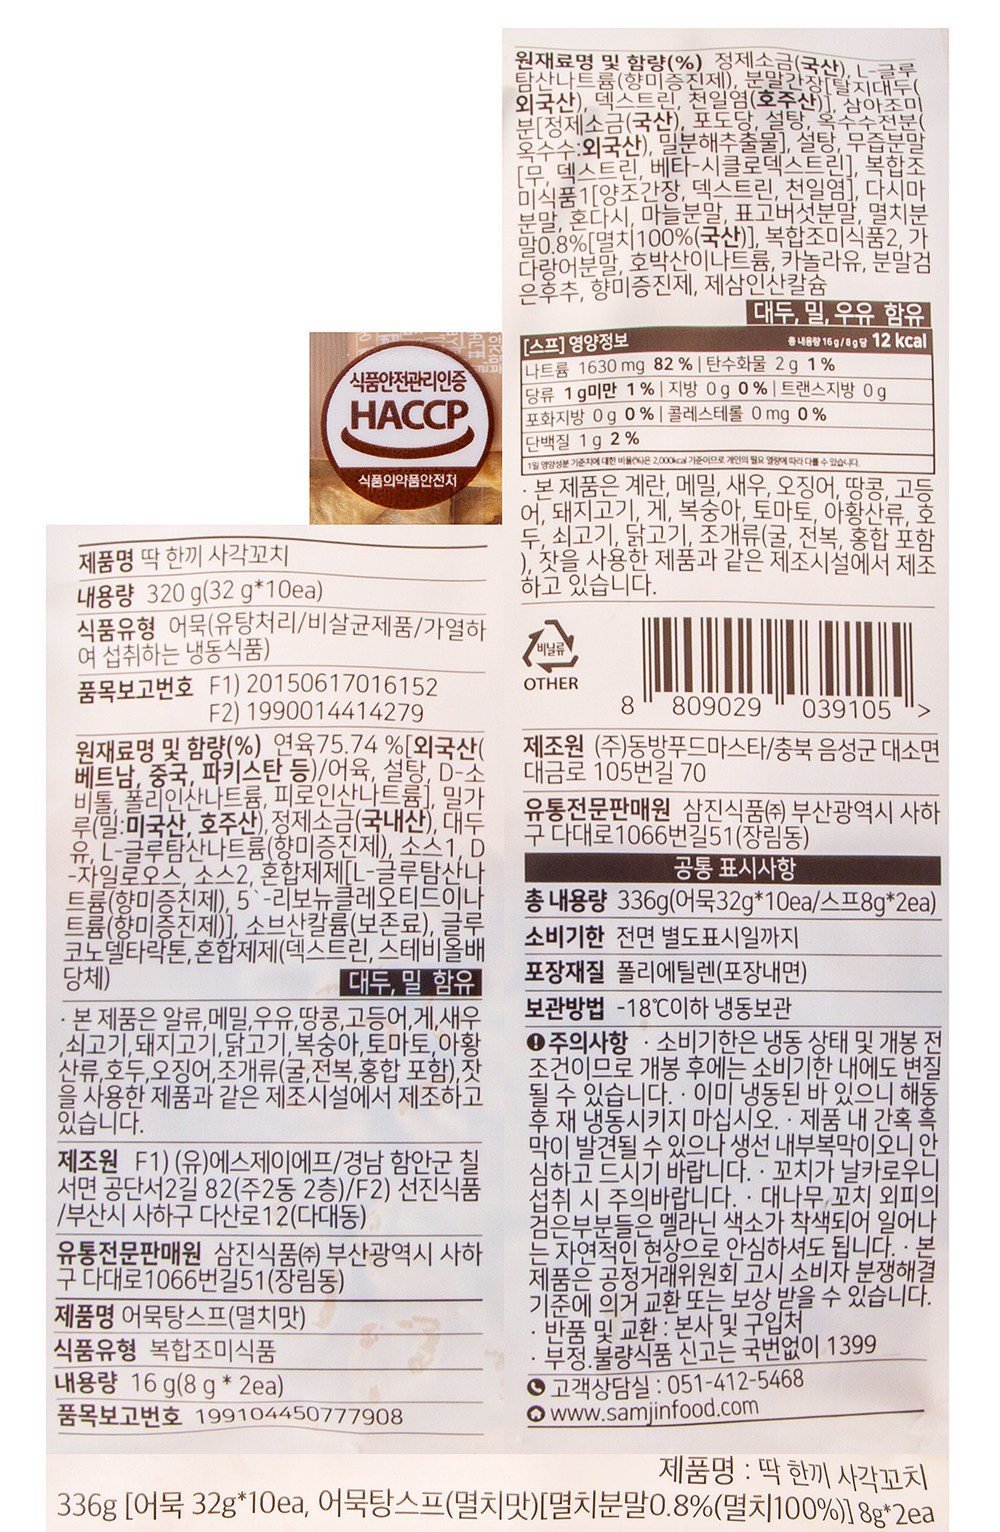 원재료명 및 함량(%) 정제소금(국산), L-글루
탐산나트륨(향미증진제), 분말간장[탈지대두(
외국산), 덱스트린, 천일염(호주산)], 삼아조미
분[정제소금(국산), 포도당, 설탕, 옥수수전분(
옥수수:외국산), 밀분해추출물], 설탕, 무즙분말
[무, 덱스트린, 베타-시클로덱스트린], 복합조
미식품1[양조간장, 덱스트린, 천일염], 다시마
분말, 혼다시, 마늘분말, 표고버섯분말, 멸치분
말0.8%[멸치100%(국산)], 복합조미식품2, 가
다랑어분말, 호박산이나트륨, 카놀라유, 분말검
은후추, 향미증진제, 제삼인산칼슘
대두, 밀, 우유 함유
[스프] 영양정보 총 내용량 16g/8g당 12 kcal
나트륨 1630 mg 82 % | 탄수화물 2 g 1 %
당류 1 g미만 1 % | 지방 0 g 0 % | 트랜스지방 0 g
포화지방 0 g 0 % | 콜레스테롤 0 mg 0 %
단백질 1 g 2 %
1일 영양성분 기준치에 대한 비율(%)은 2,000kcal 기준이므로 개인의 필요 열량에 따라 다를 수 있습니다.
· 본 제품은 계란, 메밀, 새우, 오징어, 땅콩, 고등
어, 돼지고기, 게, 복숭아, 토마토, 아황산류, 호
두, 쇠고기, 닭고기, 조개류(굴, 전복, 홍합 포함
), 잣을 사용한 제품과 같은 제조시설에서 제조
하고 있습니다.
비닐류
OTHER
8 809029 039105 >
제조원 (주)동방푸드마스타/충북 음성군 대소면
대금로 105번길 70
유통전문판매원 삼진식품㈜ 부산광역시 사하
구 다대로1066번길51(장림동)
공통 표시사항
총 내용량 336g(어묵32g*10ea/스프8g*2ea)
소비기한 전면 별도표시일까지
포장재질 폴리에틸렌(포장내면)
보관방법 -18℃이하 냉동보관
주의사항 · 소비기한은 냉동 상태 및 개봉 전
조건이므로 개봉 후에는 소비기한 내에도 변질
될 수 있습니다. · 이미 냉동된 바 있으니 해동
후 재 냉동시키지 마십시오. · 제품 내 간혹 흑
막이 발견될 수 있으나 생선 내부복막이오니 안
심하고 드시기 바랍니다. · 꼬치가 날카로우니
섭취 시 주의바랍니다. · 대나무 꼬치 외피의
검은부분들은 멜라닌 색소가 착색되어 일어나
는 자연적인 현상으로 안심하셔도 됩니다. · 본
제품은 공정거래위원회 고시 소비자 분쟁해결
기준에 의거 교환 또는 보상 받을 수 있습니다.
· 반품 및 교환 : 본사 및 구입처
· 부정.불량식품 신고는 국번없이 1399
고객상담실 : 051-412-5468
www.samjinfood.com
식품안전관리인증
HACCP
식품의약품안전처
제품명 딱 한끼 사각꼬치
내용량 320 g(32 g*10ea)
식품유형 어묵(유탕처리/비살균제품/가열하
여 섭취하는 냉동식품)
품목보고번호 F1) 20150617016152
F2) 1990014414279
원재료명 및 함량(%) 연육75.74 %[외국산(
베트남, 중국, 파키스탄 등)/어육, 설탕, D-소
비톨, 폴리인산나트륨, 피로인산나트륨], 밀가
루(밀:미국산, 호주산), 정제소금(국내산), 대두
유, L-글루탐산나트륨(향미증진제), 소스1, D
-자일로오스, 소스2, 혼합제제[L-글루탐산나
트륨(향미증진제), 5`-리보뉴클레오티드이나
트륨(향미증진제)], 소브산칼륨(보존료), 글루
코노델타락톤, 혼합제제(덱스트린, 스테비올배
당체)
대두, 밀 함유
· 본 제품은 알류,메밀,우유,땅콩,고등어,게,새우
,쇠고기,돼지고기,닭고기,복숭아,토마토,아황
산류,호두,오징어,조개류(굴,전복,홍합 포함),잣
을 사용한 제품과 같은 제조시설에서 제조하고
있습니다.
제조원 F1) (유)에스제이에프/경남 함안군 칠
서면 공단서2길 82(주2동 2층)/F2) 선진식품
/부산시 사하구 다산로12(다대동)
유통전문판매원 삼진식품㈜ 부산광역시 사하
구 다대로1066번길51(장림동)
제품명 어묵탕스프(멸치맛)
식품유형 복합조미식품
내용량 16 g(8 g * 2ea)
품목보고번호 199104450777908
제품명 : 딱 한끼 사각꼬치
336g [어묵 32g*10ea, 어묵탕스프(멸치맛)[멸치분말0.8%(멸치100%)] 8g*2ea